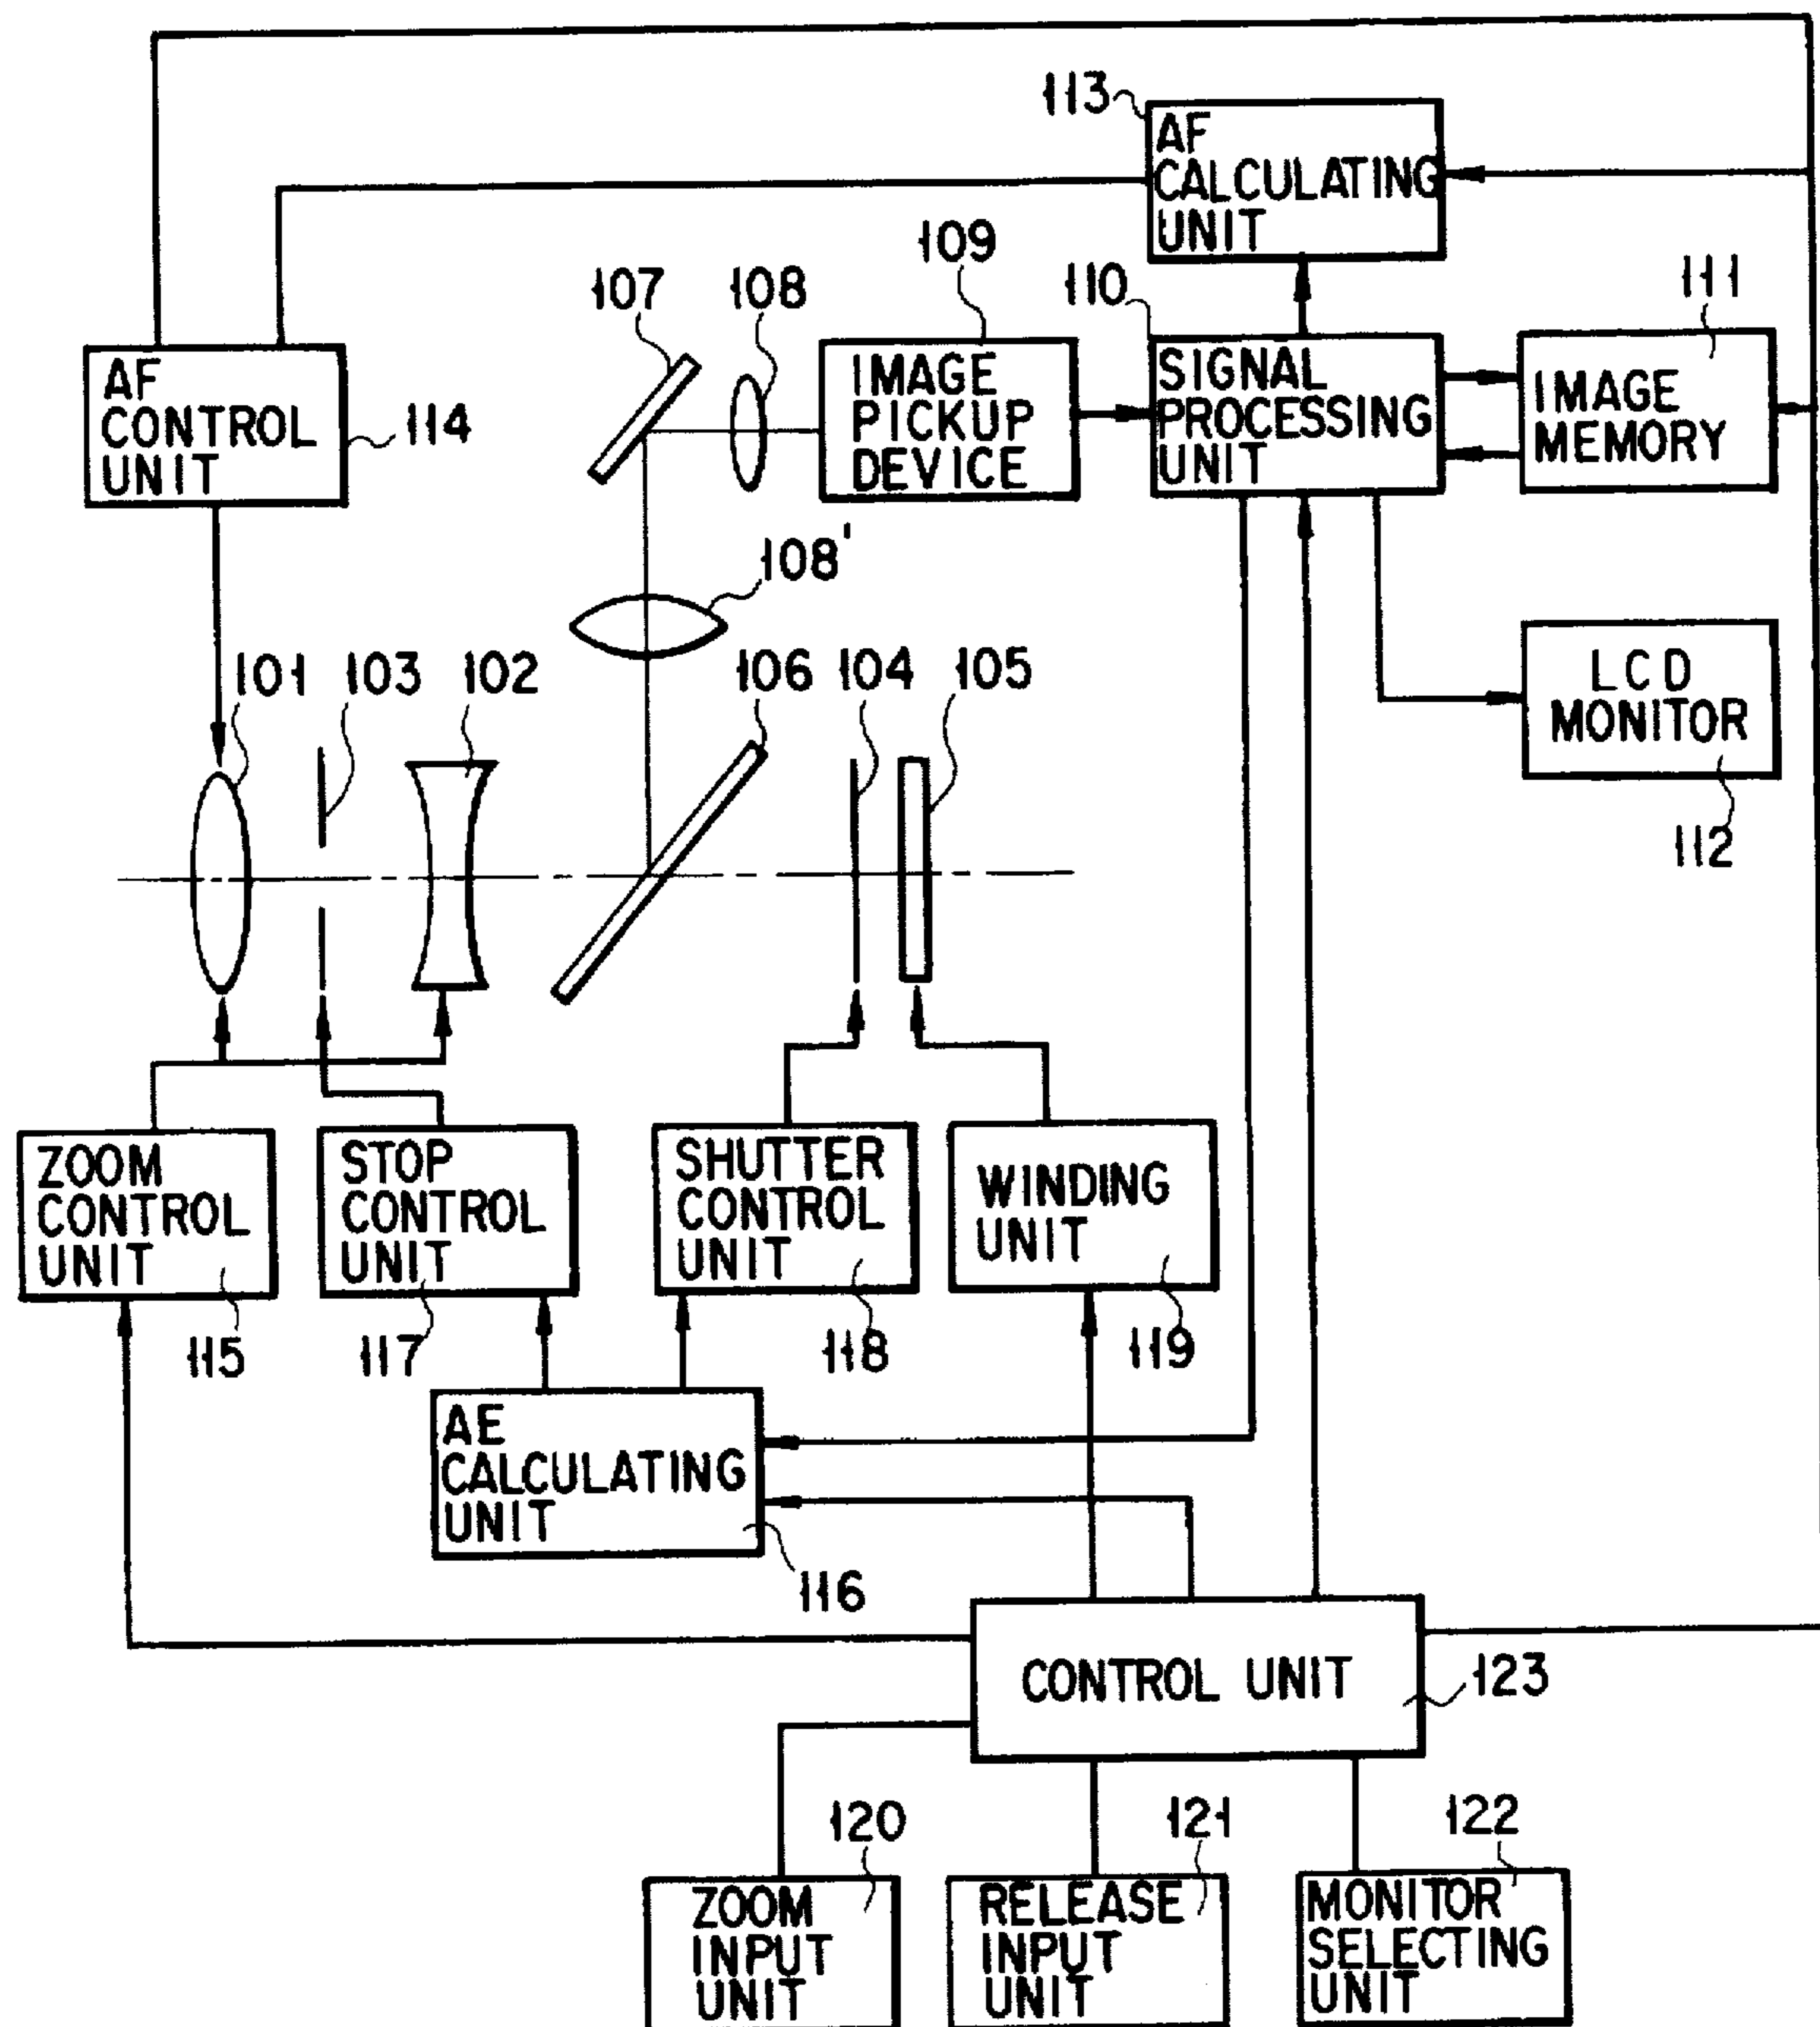 113
AF
CALCULATING
UNIT
109
107
108
110
111
AF
CONTROL
UNIT
114
IMAGE
PICKUP
DEVICE
SIGNAL
PROCESSING
UNIT
IMAGE
MEMORY
108'
101
103
102
106
104
105
LCD
MONITOR
112
ZOOM
CONTROL
UNIT
115
STOP
CONTROL
UNIT
117
SHUTTER
CONTROL
UNIT
118
WINDING
UNIT
119
AE
CALCULATING
UNIT
116
CONTROL UNIT
123
120
121
122
ZOOM
INPUT
UNIT
RELEASE
INPUT
UNIT
MONITOR
SELECTING
UNIT